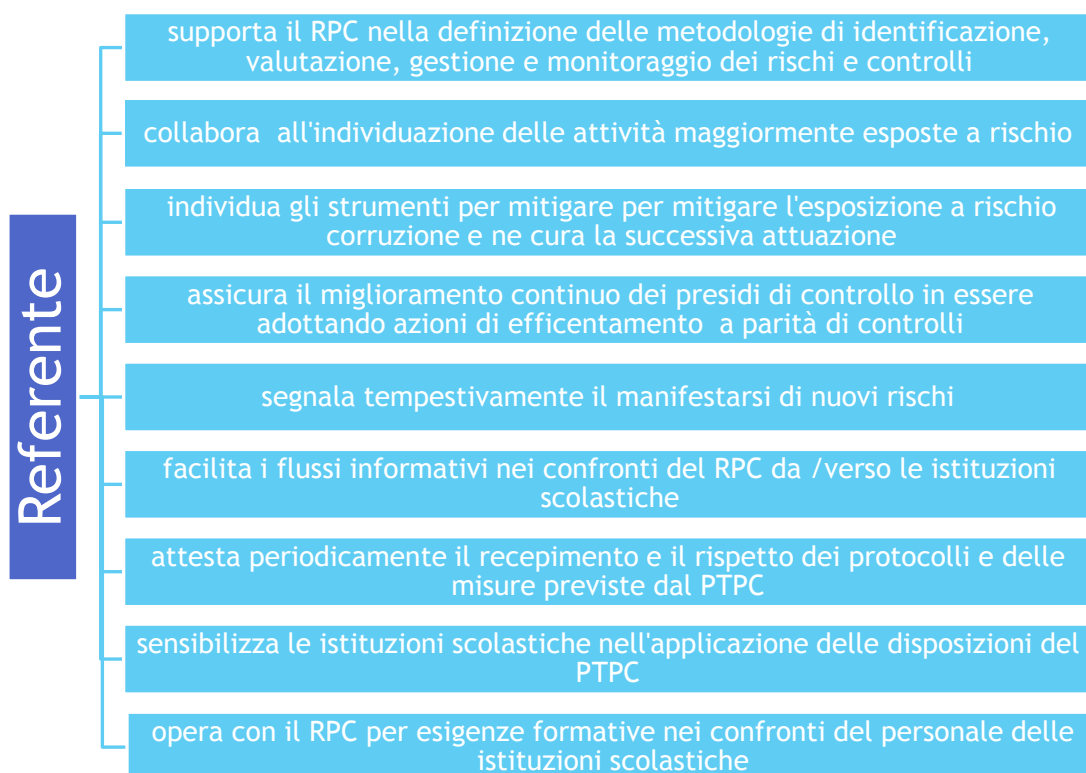 Referente
supporta il RPC nella definizione delle metodologie di identificazione,
valutazione, gestione e monitoraggio dei rischi e controlli
collabora all'individuazione delle attività maggiormente esposte a rischio
individua gli strumenti per mitigare per mitigare l'esposizione a rischio
corruzione e ne cura la successiva attuazione
assicura il miglioramento continuo dei presidi di controllo in essere
adottando azioni di efficentamento a parità di controlli
segnala tempestivamente il manifestarsi di nuovi rischi
facilita i flussi informativi nei confronti del RPC da /verso le istituzioni
scolastiche
attesta periodicamente il recepimento e il rispetto dei protocolli e delle
misure previste dal PTPC
sensibilizza le istituzioni scolastiche nell'applicazione delle disposizioni del
PTPC
opera con il RPC per esigenze formative nei confronti del personale delle
istituzioni scolastiche